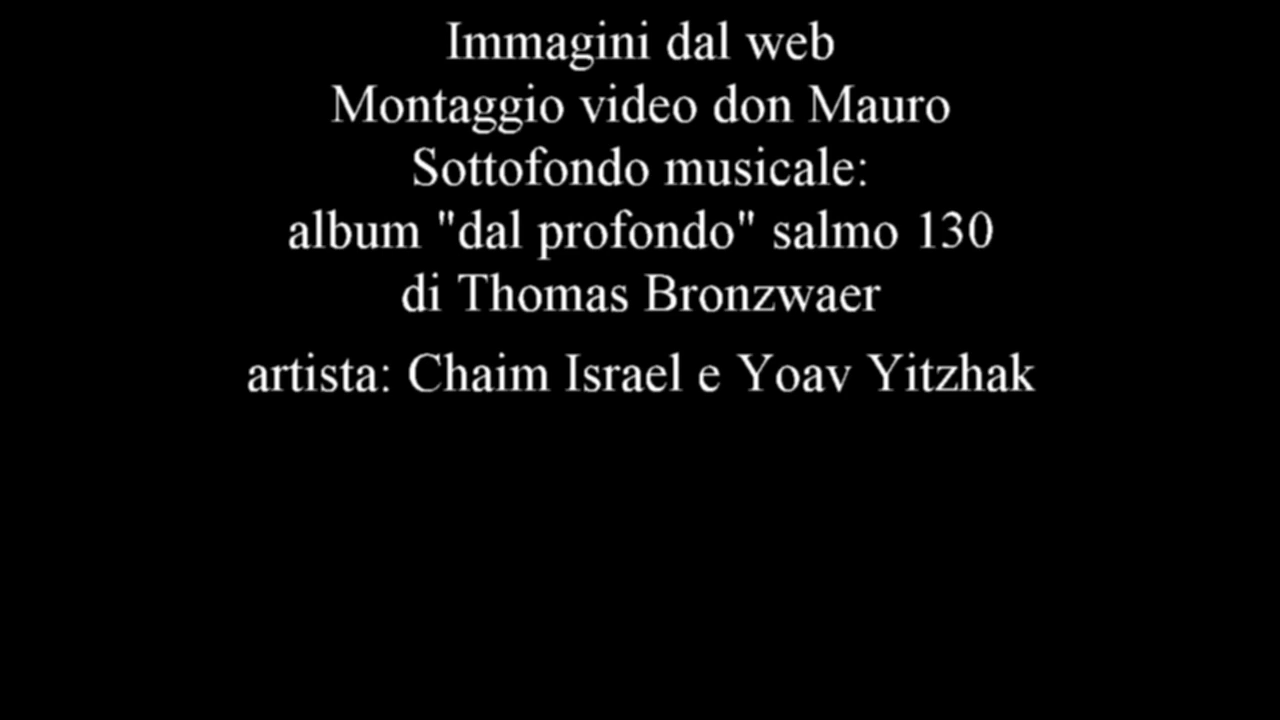 Immagini dal web
Montaggio video don Mauro
Sottofondo musicale:
album "dal profondo" salmo 130
di Thomas Bronzwaer
artista: Chaim Israel e Yoav Yitzhak